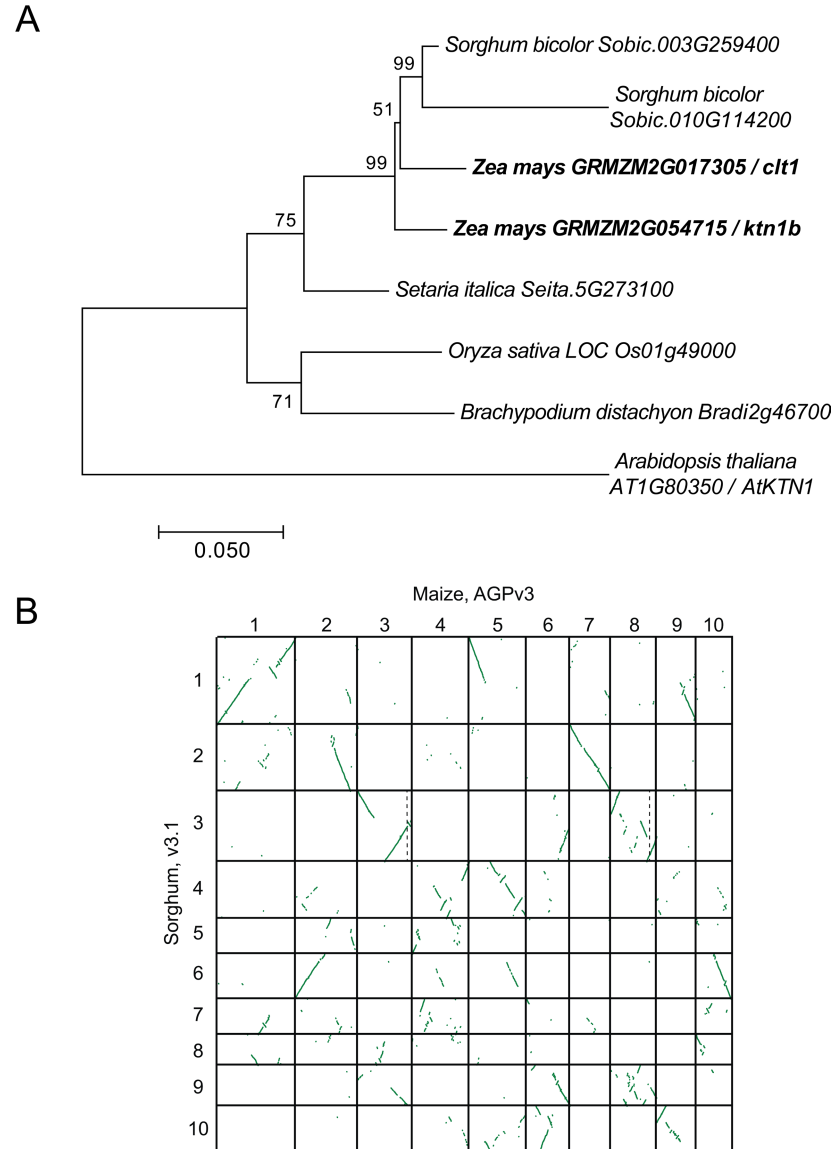 A
Sorghum bicolor Sobic.003G259400
99
Sorghum bicolor
Sobic.010G114200
51
Zea mays GRMZM2G017305 / clt1
99
Zea mays GRMZM2G054715 / ktn1b
75
Setaria italica Seita.5G273100
Oryza sativa LOC Os01g49000
71
Brachypodium distachyon Bradi2g46700
Arabidopsis thaliana
AT1G80350 / AtKTN1
0.050
B
Maize, AGPv3
1 2 3 4 5 6 7 8 9 10
Sorghum, v3.1
1
2
3
4
5
6
7
8
9
10